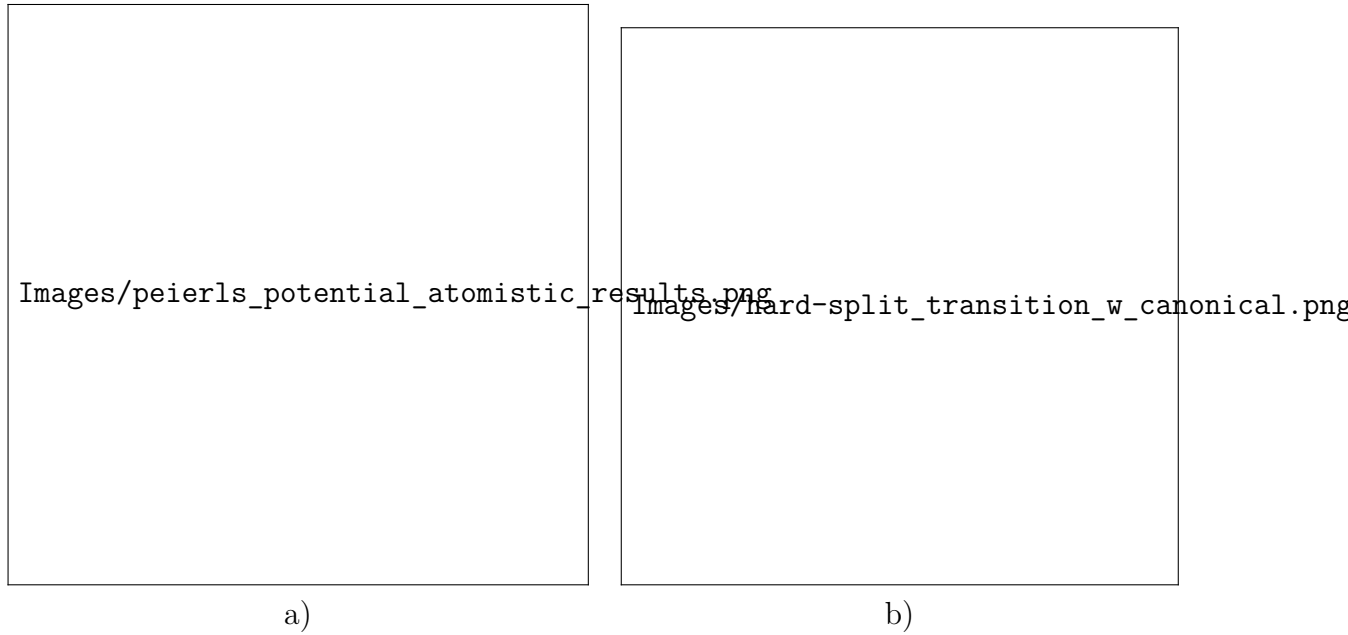 Images/peierls_potential_atomistic_results.png
Images/hard-split_transition_w_canonical.png
a)
b)